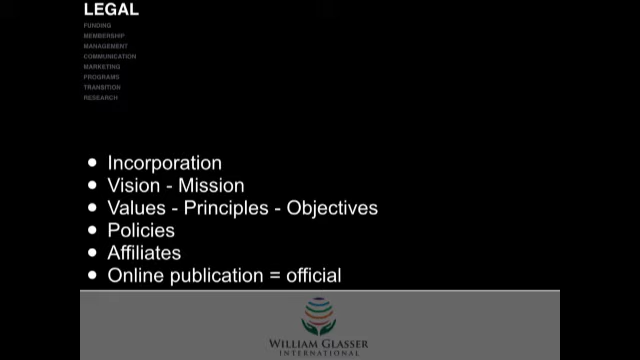 LEGAL
FUNDING
MEMBERSHIP
MANAGEMENT
COMMUNICATION
MARKETING
PROGRAMS
TRANSITION
RESEARCH
• Incorporation
• Vision - Mission
• Values - Principles - Objectives
• Policies
• Affiliates
• Online publication = official
WILLIAM GLASSER
INTERNATIONAL